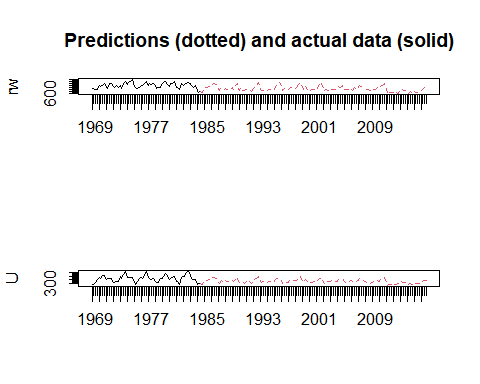 Predictions (dotted) and actual data (solid)
rw
600
1969 1977 1985 1993 2001 2009
U
300
1969 1977 1985 1993 2001 2009